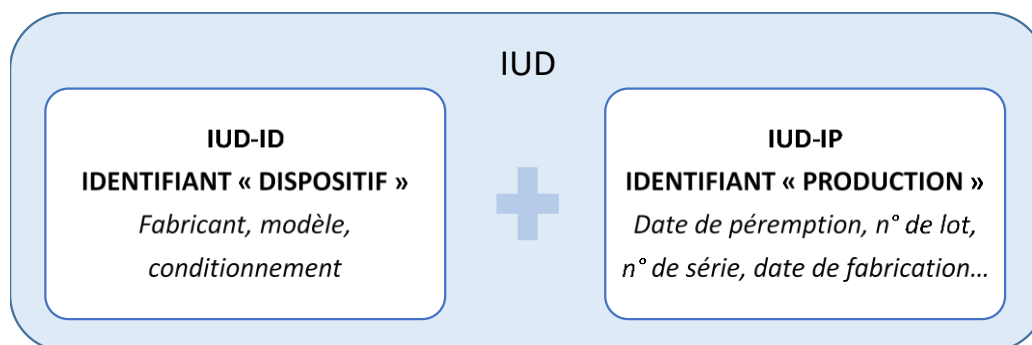 IUD
IUD-ID
IDENTIFIANT « DISPOSITIF »
Fabricant, modèle,
conditionnement
IUD-IP
IDENTIFIANT « PRODUCTION »
Date de péremption, n° de lot,
n° de série, date de fabrication…